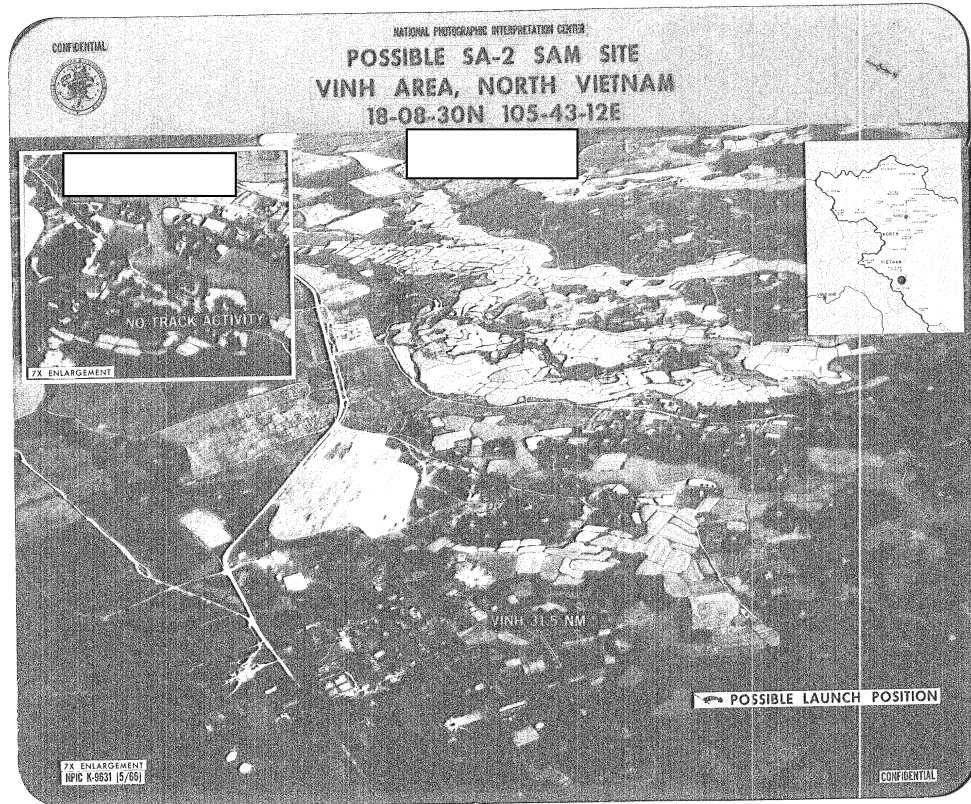 NATIONAL PHOTOGRAPHIC INTERPRETATION CENTER
CONFIDENTIAL
POSSIBLE SA-2 SAM SITE
VINH AREA, NORTH VIETNAM
18-08-30N 105-43-12E
NORTH
VIETNAM
NO TRACK ACTIVITY
7X ENLARGEMENT
VINH 31.5 NM
POSSIBLE LAUNCH POSITION
7X ENLARGEMENT
NPIC K-9631 (5/66)
CONFIDENTIAL